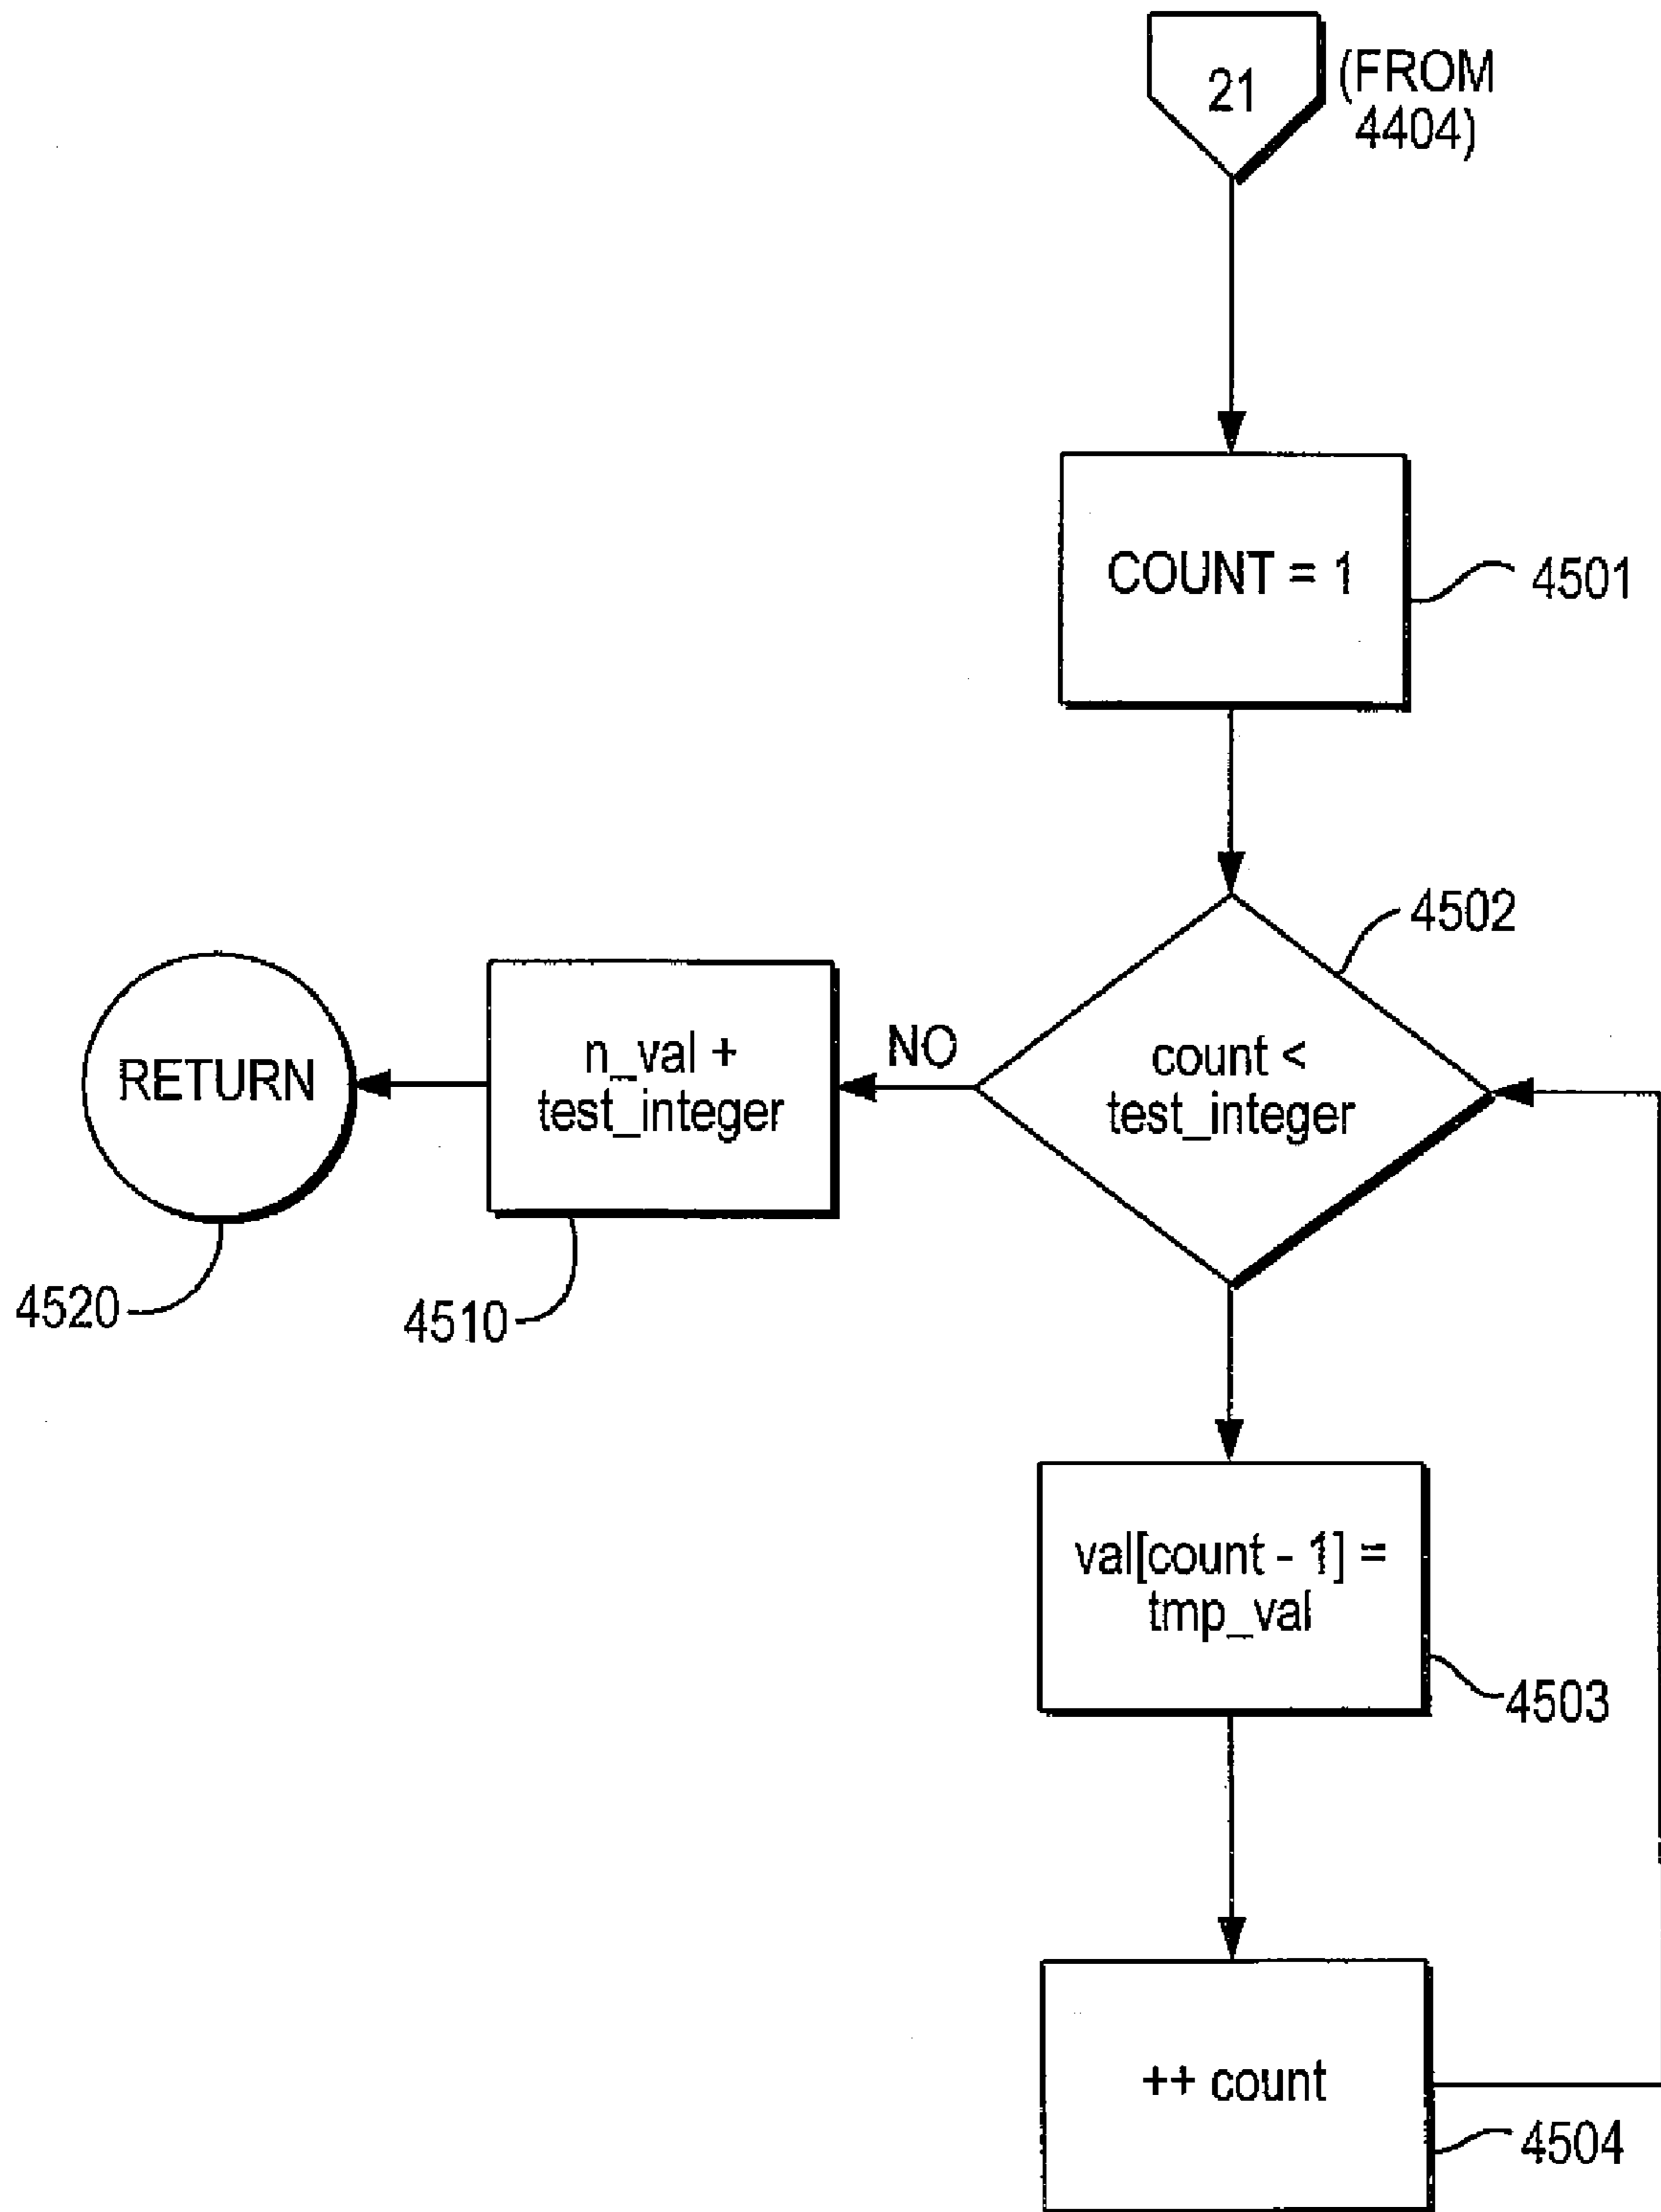 21
(FROM
4404)
COUNT = 1
4501
4502
count <
test_integer
NO
n_val +
test_integer
RETURN
4520
4510
val[count - 1] =
tmp_val
4503
++ count
4504